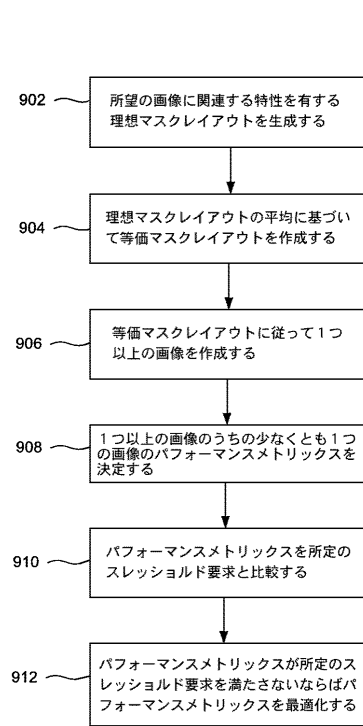 902
所望の画像に関連する特性を有する
理想マスクレイアウトを生成する
904
理想マスクレイアウトの平均に基づい
て等価マスクレイアウトを作成する
906
等価マスクレイアウトに従って1つ
以上の画像を作成する
908
1つ以上の画像のうちの少なくとも1つ
の画像のパフォーマンスメトリックスを
決定する
910
パフォーマンスメトリックスを所定の
スレッショルド要求と比較する
912
パフォーマンスメトリックスが所定のス
レッショルド要求を満たさないならばパ
フォーマンスメトリックスを最適化する